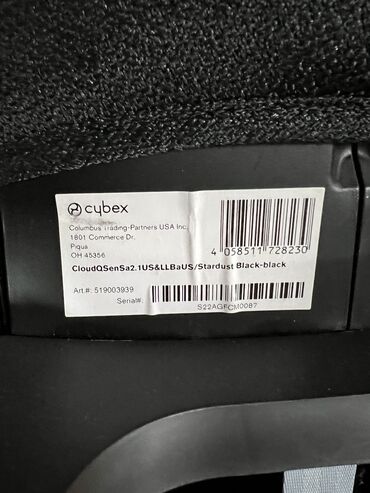 cybex
Columbus Trading-Partners USA Inc.
1801 Commerce Dr.
Piqua
OH 45356
4 058511 728230
CloudQSenSa2.1US&LLBaUS/Stardust Black-black
Art.#: 519003939
Serial#:
S22AGFCM0087